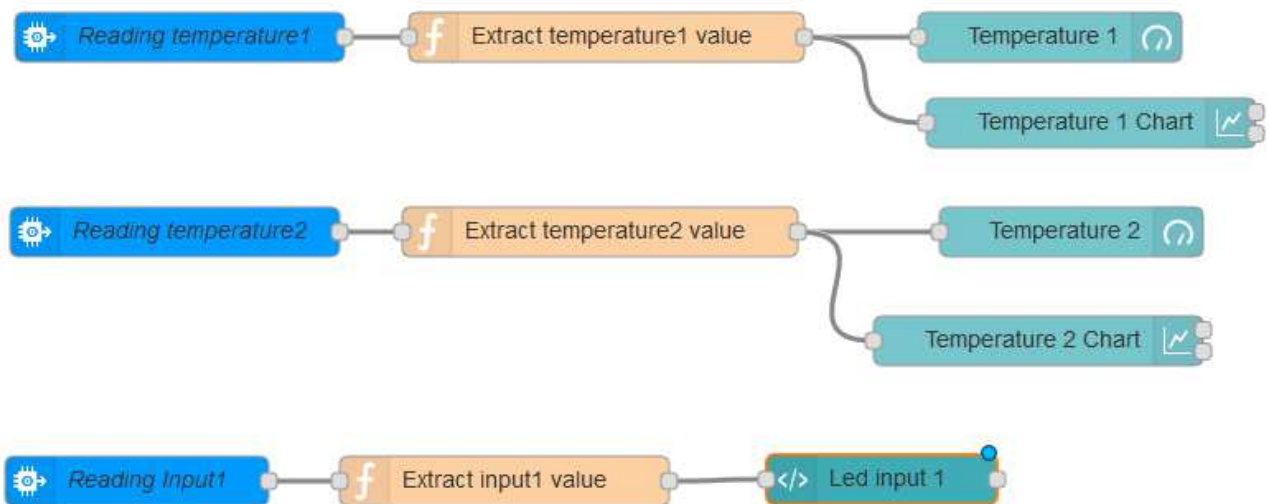 Reading temperature1
Extract temperature1 value
Temperature 1
Temperature 1 Chart
Reading temperature2
Extract temperature2 value
Temperature 2
Temperature 2 Chart
Reading Input1
Extract input1 value
Led input 1